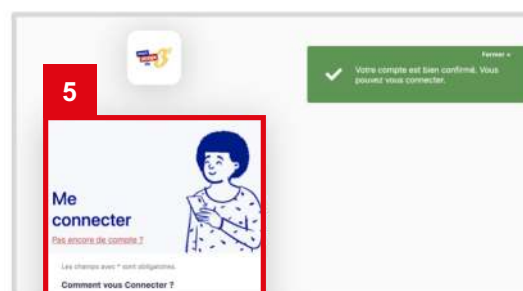 Fermer ×
Votre compte est bien confirmé. Vous
pouvez vous connecter.
5
Me
connecter
Pas encore de compte ?
Les champs avec * sont obligatoires.
Comment vous Connecter ?